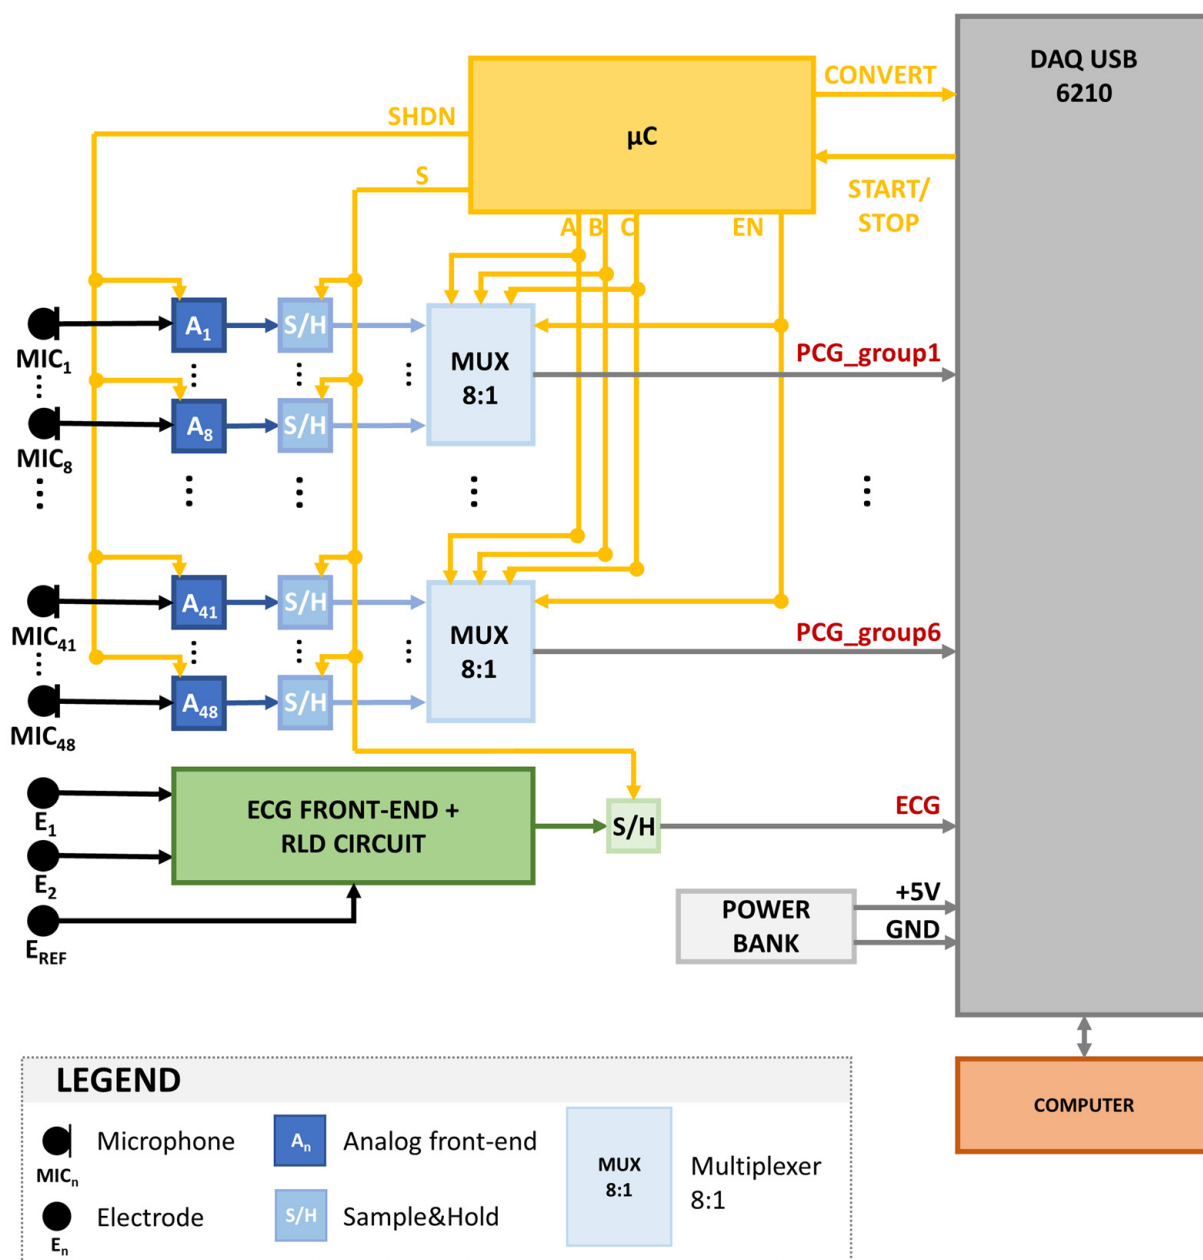 DAQ USB
6210
CONVERT
SHDN
µC
S
START/
STOP
A B C EN
A1
S/H
MUX
8:1
MIC1
PCG_group1
A8
S/H
MIC8
A41
S/H
MUX
8:1
MIC41
PCG_group6
A48
S/H
MIC48
ECG FRONT-END +
RLD CIRCUIT
S/H
ECG
E1
E2
EREF
POWER
BANK
+5V
GND
COMPUTER
LEGEND
Microphone
MICn
An
Analog front-end
MUX
8:1
Multiplexer
8:1
Electrode
En
S/H
Sample&Hold